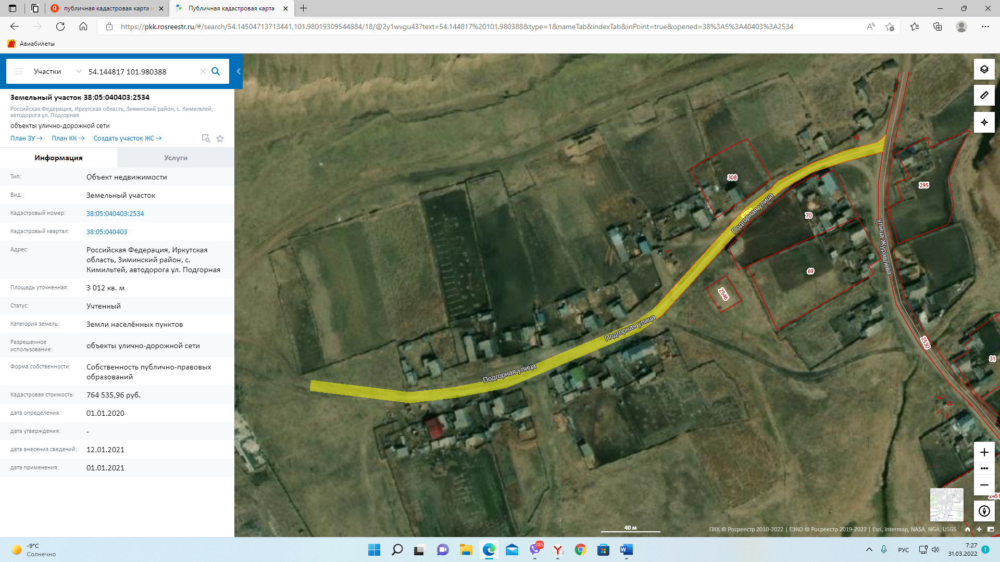 публичная кадастровая карта и
Публичная кадастровая карта
https://pkk.rosreestr.ru/#/search/54.14504713713441,101.98019309544884/18/@2y1wvgu43?text=54.144817%20101.980388&type=1&nameTab&indexTab&inPoint=true&opened=38%3A5%3A40403%3A2534
Авиабилеты
Участки
54.144817 101.980388
Земельный участок 38:05:040403:2534
Российская Федерация, Иркутская область, Зиминский район, с. Кимильтей,
автодорога ул. Подгорная
объекты улично-дорожной сети
План ЗУ→ План КК→ Создать участок ЖС→
Информация
Услуги
Тип: Объект недвижимости
Вид: Земельный участок
Кадастровый номер: 38:05:040403:2534
Кадастровый квартал: 38:05:040403
Адрес: Российская Федерация, Иркутская
область, Зиминский район, с.
Кимильтей, автодорога ул. Подгорная
Площадь уточненная: 3 012 кв. м
Статус: Учтенный
Категория земель: Земли населённых пунктов
Разрешенное
использование: объекты улично-дорожной сети
Форма собственности: Собственность публично-правовых
образований
Кадастровая стоимость: 764 535,96 руб.
дата определения: 01.01.2020
дата утверждения: -
дата внесения сведений: 12.01.2021
дата применения: 01.01.2021
308
295
Подгорная улица
70
улица Журавлёва
69
2546
Подгорная улица
2530
31
Подгорная улица
2451
40 м
ПКК © Росреестр 2010-2022 | ЕЭКО © Росреестр 2019-2022 | Esri, Intermap, NASA, NGA, USGS
-9°C
Солнечно
385
РУС
7:27
31.03.2022
1